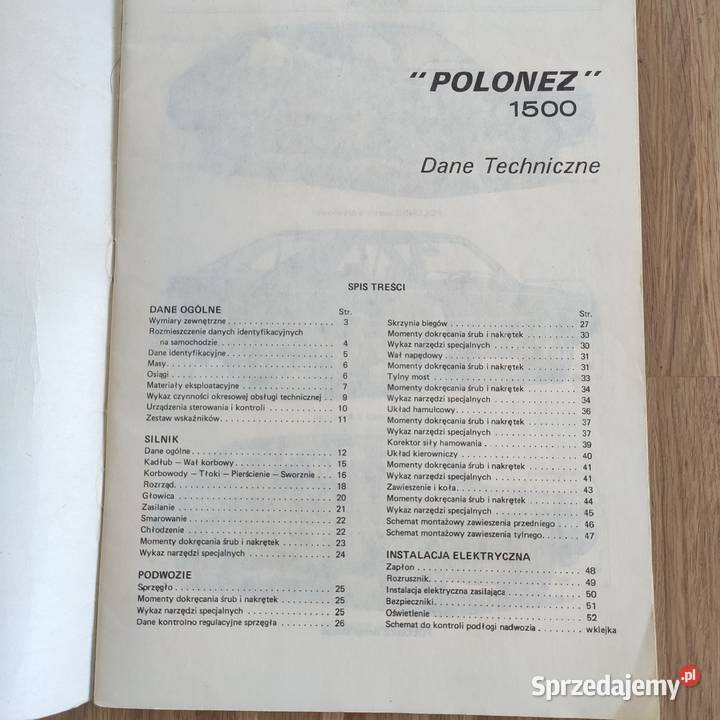 "POLONEZ"
1500
Dane Techniczne
SPIS TREŚCI
DANE OGÓLNE Str.
Wymiary zewnętrzne 3
Rozmieszczenie danych identyfikacyjnych
na samochodzie 4
Dane identyfikacyjne 5
Masy 6
Osiągi 6
Materiały eksploatacyjne 7
Wykaz czynności okresowej obsługi technicznej 9
Urządzenia sterowania i kontroli 10
Zestaw wskaźników 11
SILNIK
Dane ogólne 12
Kadłub – Wał korbowy 15
Korbowody – Tłoki – Pierścienie – Sworznie 16
Rozrząd 18
Głowica 20
Zasilanie 21
Smarowanie 22
Chłodzenie 22
Momenty dokręcania śrub i nakrętek 23
Wykaz narzędzi specjalnych 24
PODWOZIE
Sprzęgło 25
Momenty dokręcania śrub i nakrętek 25
Wykaz narzędzi specjalnych 25
Dane kontrolno regulacyjne sprzęgła 26
Str.
Skrzynia biegów 27
Momenty dokręcania śrub i nakrętek 30
Wykaz narzędzi specjalnych 30
Wał napędowy 31
Momenty dokręcania śrub i nakrętek 31
Tylny most 33
Momenty dokręcania śrub i nakrętek 34
Wykaz narzędzi specjalnych 34
Układ hamulcowy 36
Momenty dokręcania śrub i nakrętek 37
Wykaz narzędzi specjalnych 37
Korektor siły hamowania 39
Układ kierowniczy 40
Momenty dokręcania śrub i nakrętek 41
Wykaz narzędzi specjalnych 41
Zawieszenie i koła 43
Momenty dokręcania śrub i nakrętek 44
Wykaz narzędzi specjalnych 45
Schemat montażowy zawieszenia przedniego 46
Schemat montażowy zawieszenia tylnego 47
INSTALACJA ELEKTRYCZNA
Zapłon 48
Rozrusznik 49
Instalacja elektryczna zasilająca 50
Bezpieczniki 51
Oświetlenie 52
Schemat do kontroli podłogi nadwozia wklejka
Sprzedajemy.pl